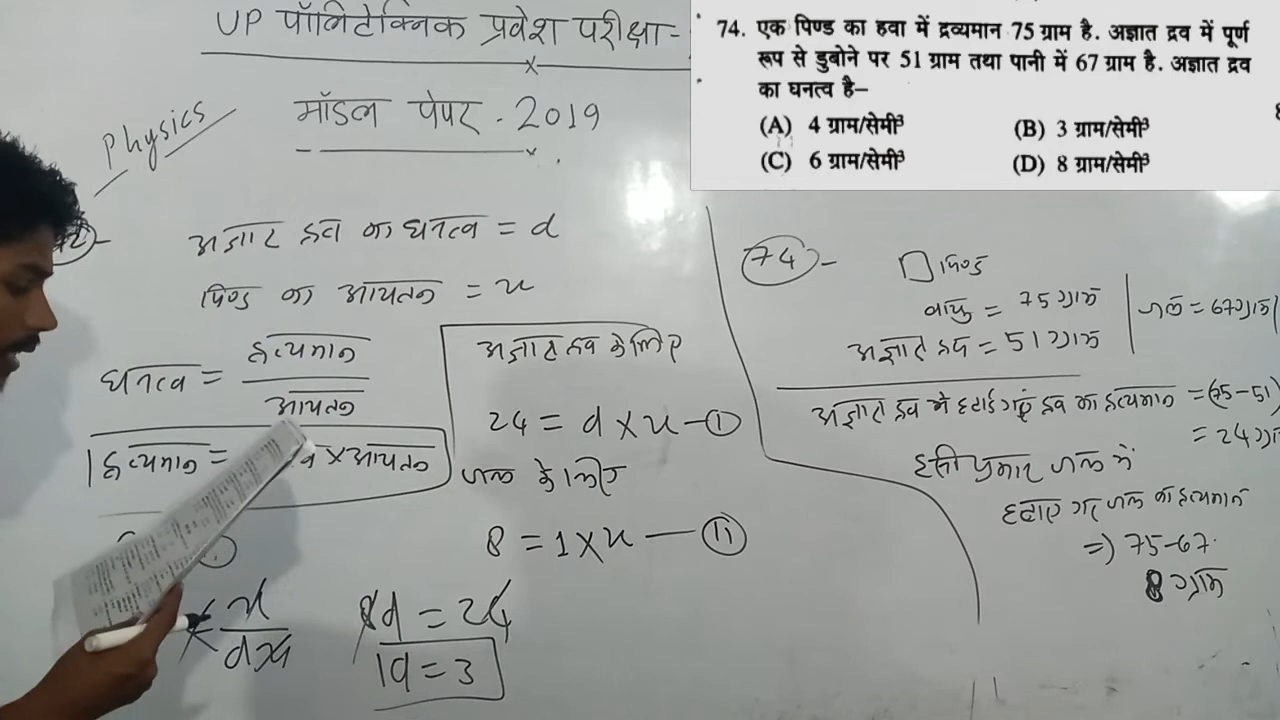 UP पॉलिटेक्निक प्रवेश परीक्षा-
मॉडल पेपर - 2019
Physics
74. एक पिण्ड का हवा में द्रव्यमान 75 ग्राम है. अज्ञात द्रव में पूर्ण
रूप से डुबोने पर 51 ग्राम तथा पानी में 67 ग्राम है. अज्ञात द्रव
का घनत्व है–
(A) 4 ग्राम/सेमी³ (B) 3 ग्राम/सेमी³
(C) 6 ग्राम/सेमी³ (D) 8 ग्राम/सेमी³
अज्ञात द्रव का घनत्व = d
पिण्ड का आयतन = x
घनत्व = द्रव्यमान
आयतन
द्रव्यमान = × आयतन
अज्ञात द्रव के लिए
24 = d × x - ①
जल के लिए
8 = 1 × x — ⑪
8d = 24
d = 3
74 - पिण्ड
वायु = 75 ग्राम
जल = 67 ग्राम
अज्ञात द्रव = 51 ग्राम
अज्ञात द्रव में हटाई गई द्रव का द्रव्यमान = (75-51)
= 24
इसी प्रकार जल में
हटाए गए जल का द्रव्यमान
=) 75-67
8 ग्राम